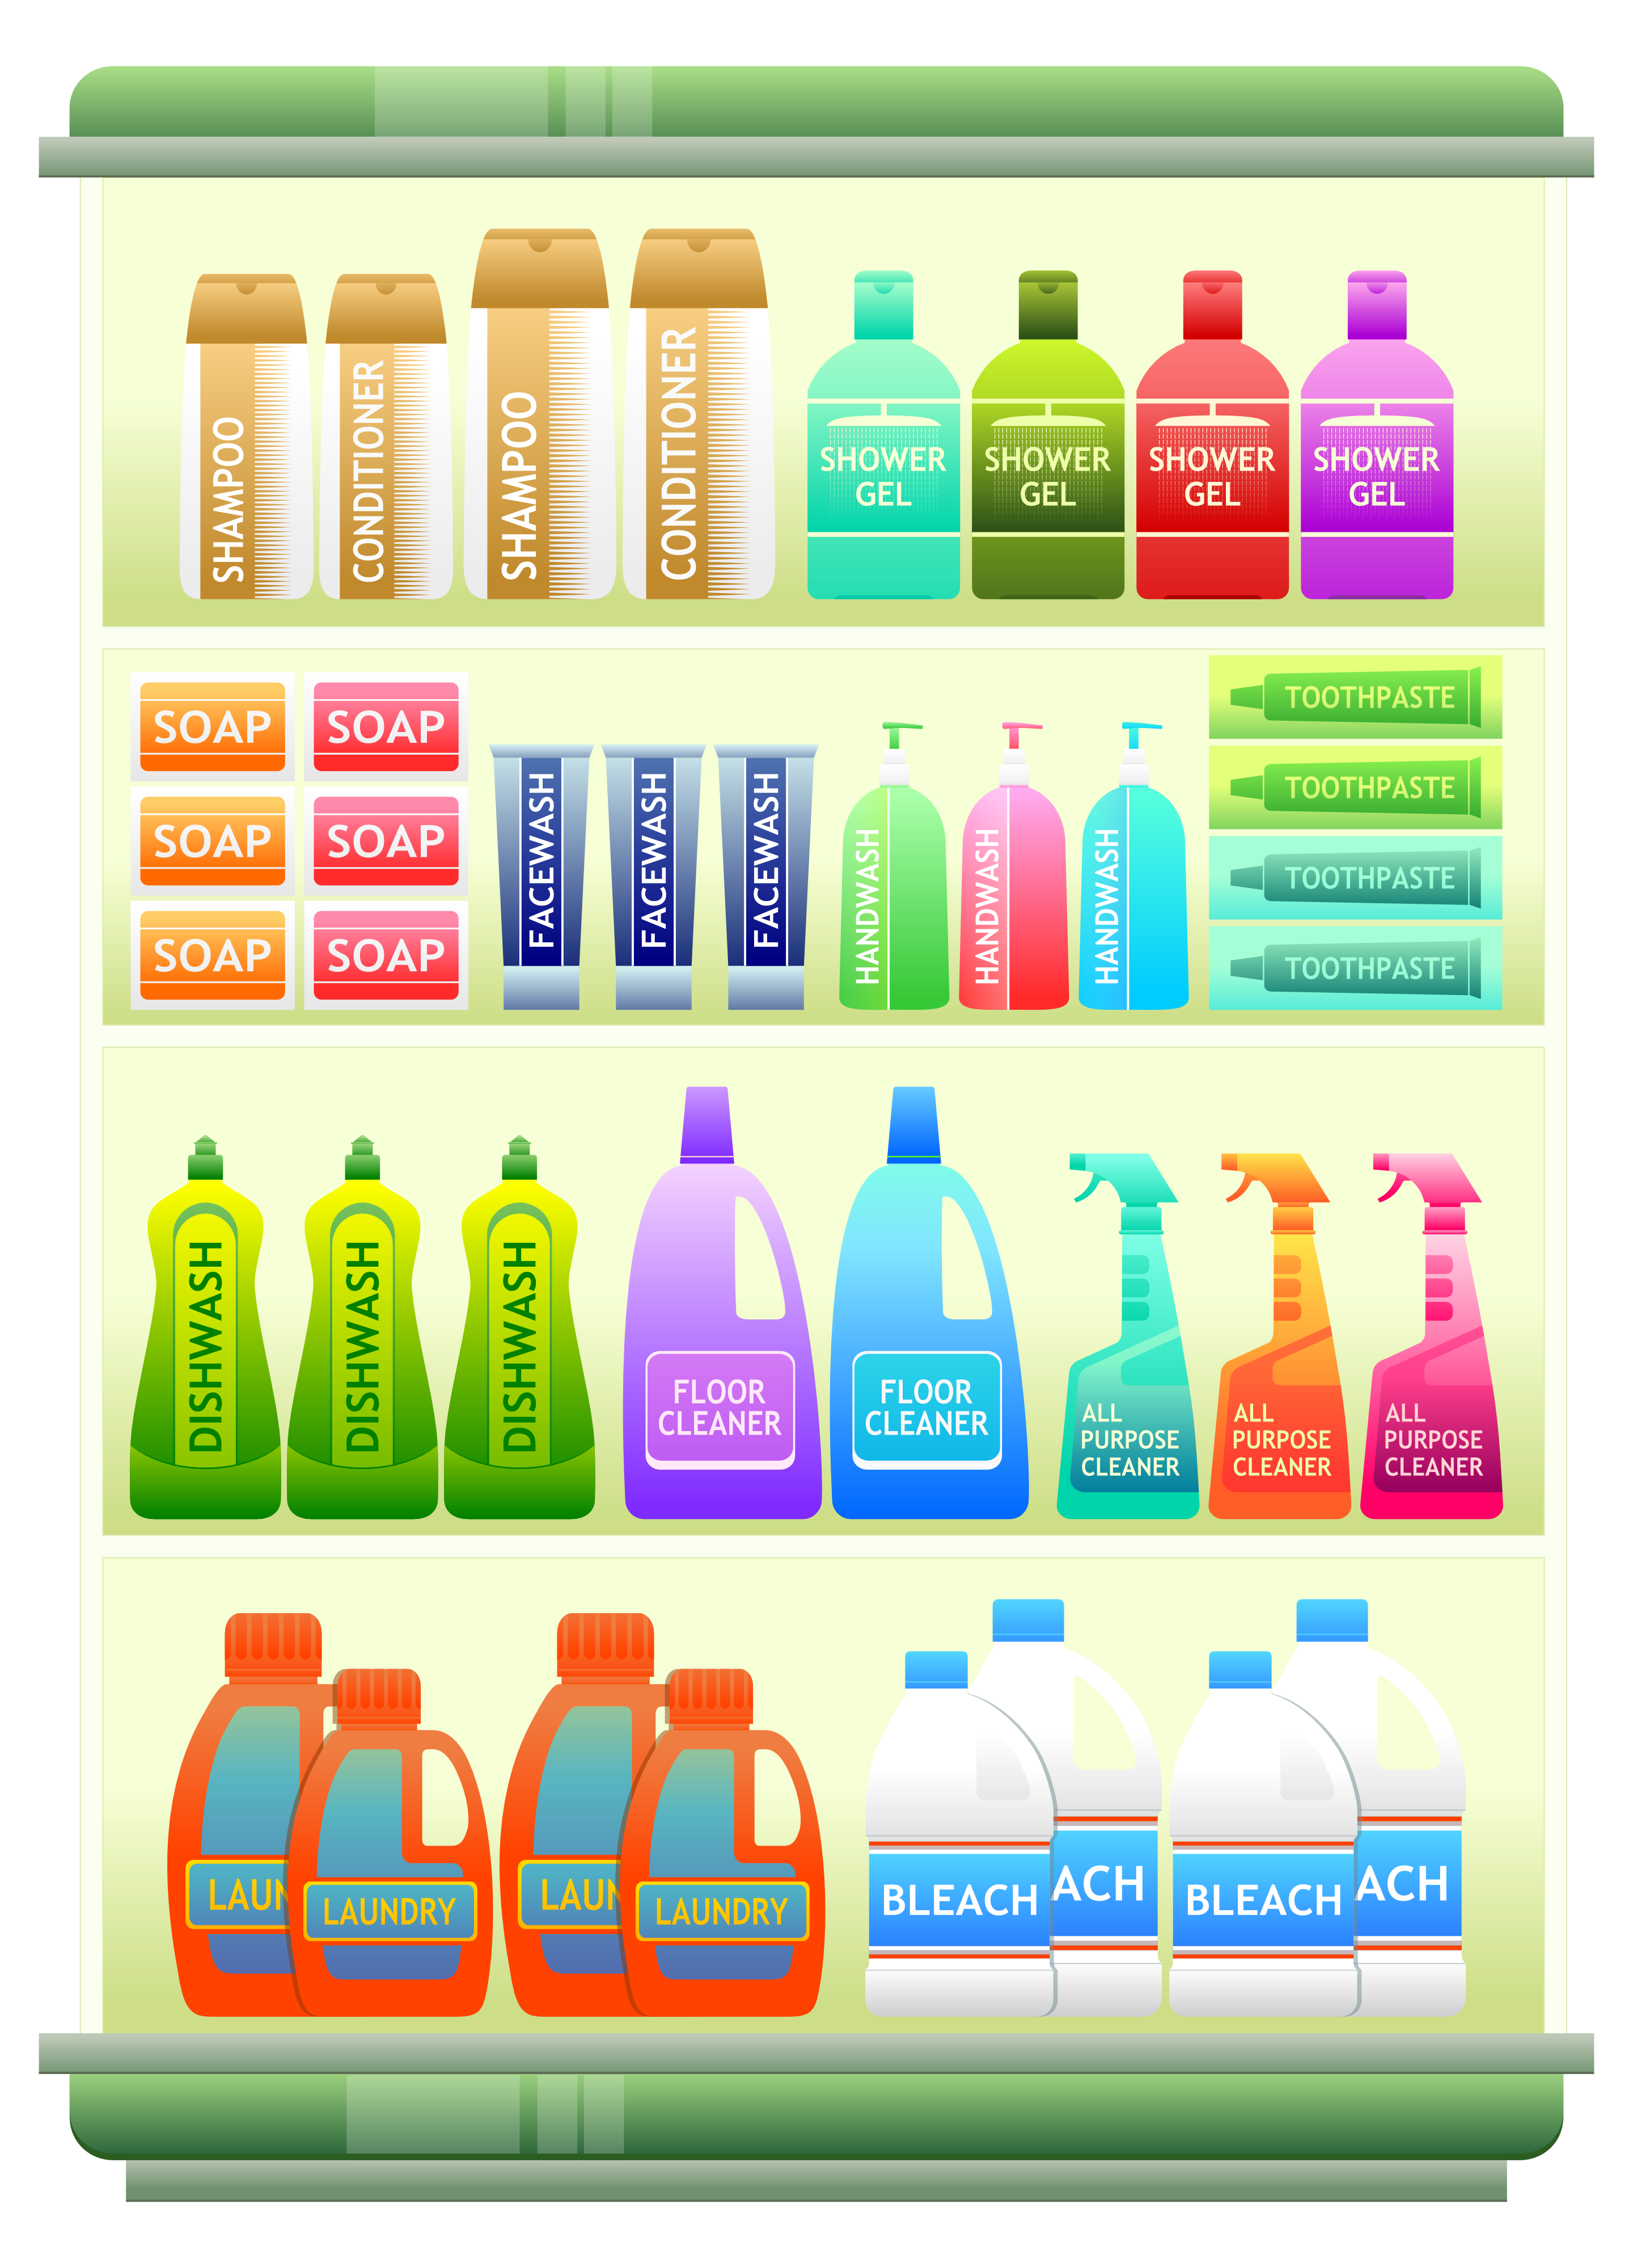 SHAMPOO
CONDITIONER
SHAMPOO
CONDITIONER
SHOWER
GEL
SHOWER
GEL
SHOWER
GEL
SHOWER
GEL
SOAP
SOAP
SOAP
SOAP
SOAP
SOAP
FACEWASH
FACEWASH
FACEWASH
HANDWASH
HANDWASH
HANDWASH
TOOTHPASTE
TOOTHPASTE
TOOTHPASTE
TOOTHPASTE
DISHWASH
DISHWASH
DISHWASH
FLOOR
CLEANER
FLOOR
CLEANER
ALL
PURPOSE
CLEANER
ALL
PURPOSE
CLEANER
ALL
PURPOSE
CLEANER
LAUN
LAUNDRY
LAUN
LAUNDRY
BLEACH
ACH
BLEACH
ACH